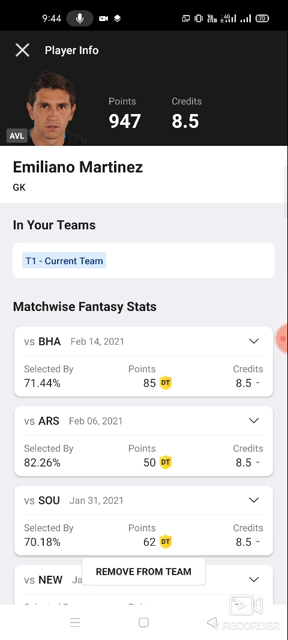 9:44
70
Player Info
AVL
Points Credits
947 8.5
Emiliano Martinez
GK
In Your Teams
T1 - Current Team
Matchwise Fantasy Stats
vs BHA Feb 14, 2021
Selected By Points Credits
71.44% 85 DT 8.5 -
vs ARS Feb 06, 2021
Selected By Points Credits
82.26% 50 DT 8.5 -
vs SOU Jan 31, 2021
Selected By Points Credits
70.18% 62 DT 8.5 -
vs NEW
REMOVE FROM TEAM
RECORDER